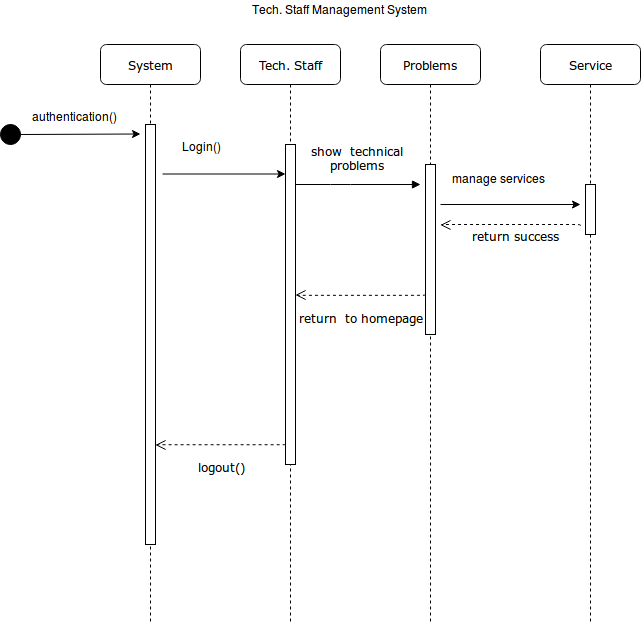 Tech. Staff Management System
System
Tech. Staff
Problems
Service
authentication()
Login()
show technical
problems
manage services
return success
return to homepage
logout()